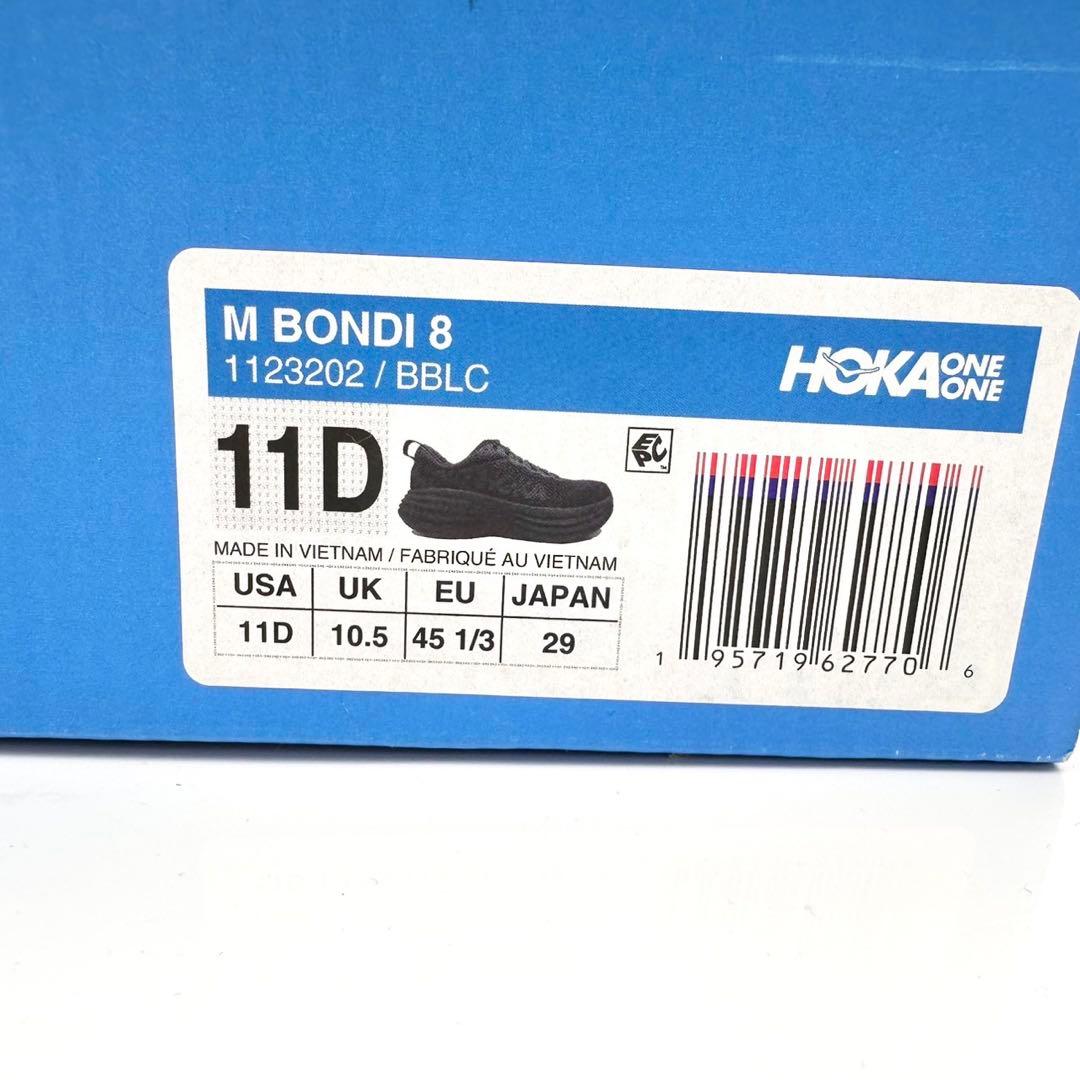 M BONDI 8
1123202 / BBLC
HOKA ONE ONE
11D
EPC™
MADE IN VIETNAM / FABRIQUÉ AU VIETNAM
USA UK EU JAPAN
11D 10.5 45 1/3 29
1 95719 62770 6